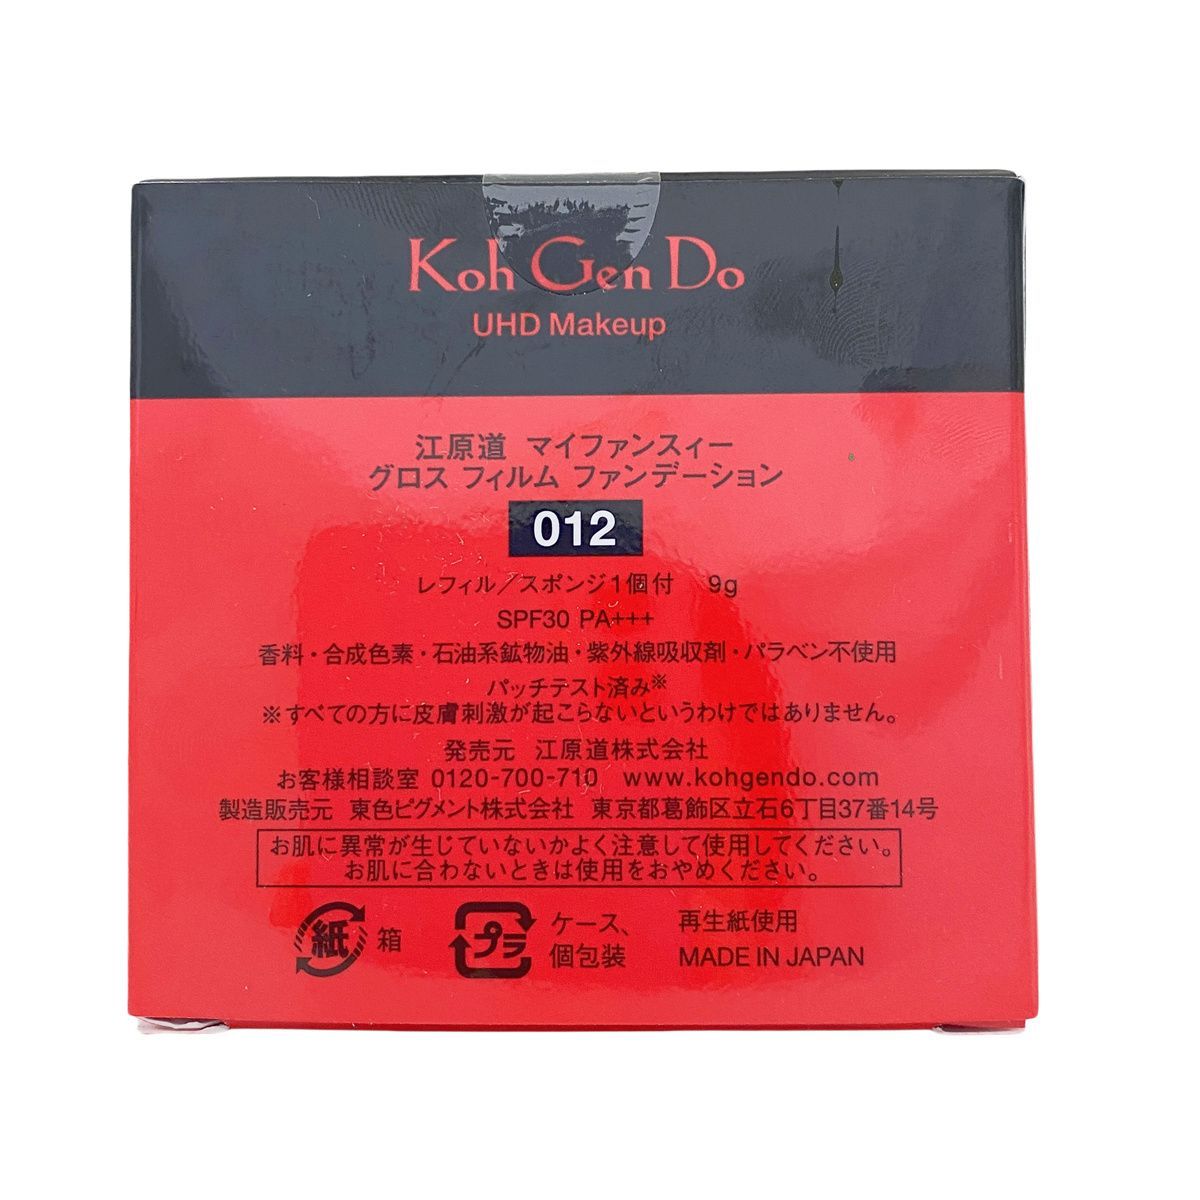 Koh Gen Do
UHD Makeup
江原道 マイファンスィー
グロス フィルム ファンデーション
012
レフィル／スポンジ1個付 9g
SPF30 PA+++
香料・合成色素・石油系鉱物油・紫外線吸収剤・パラベン不使用
パッチテスト済み※
※すべての方に皮膚刺激が起こらないというわけではありません。
発売元 江原道株式会社
お客様相談室 0120-700-710 www.kohgendo.com
製造販売元 東色ピグメント株式会社 東京都葛飾区立石6丁目37番14号
お肌に異常が生じていないかよく注意して使用してください。
お肌に合わないときは使用をおやめください。
紙 箱
プラ ケース、
個包装
再生紙使用
MADE IN JAPAN